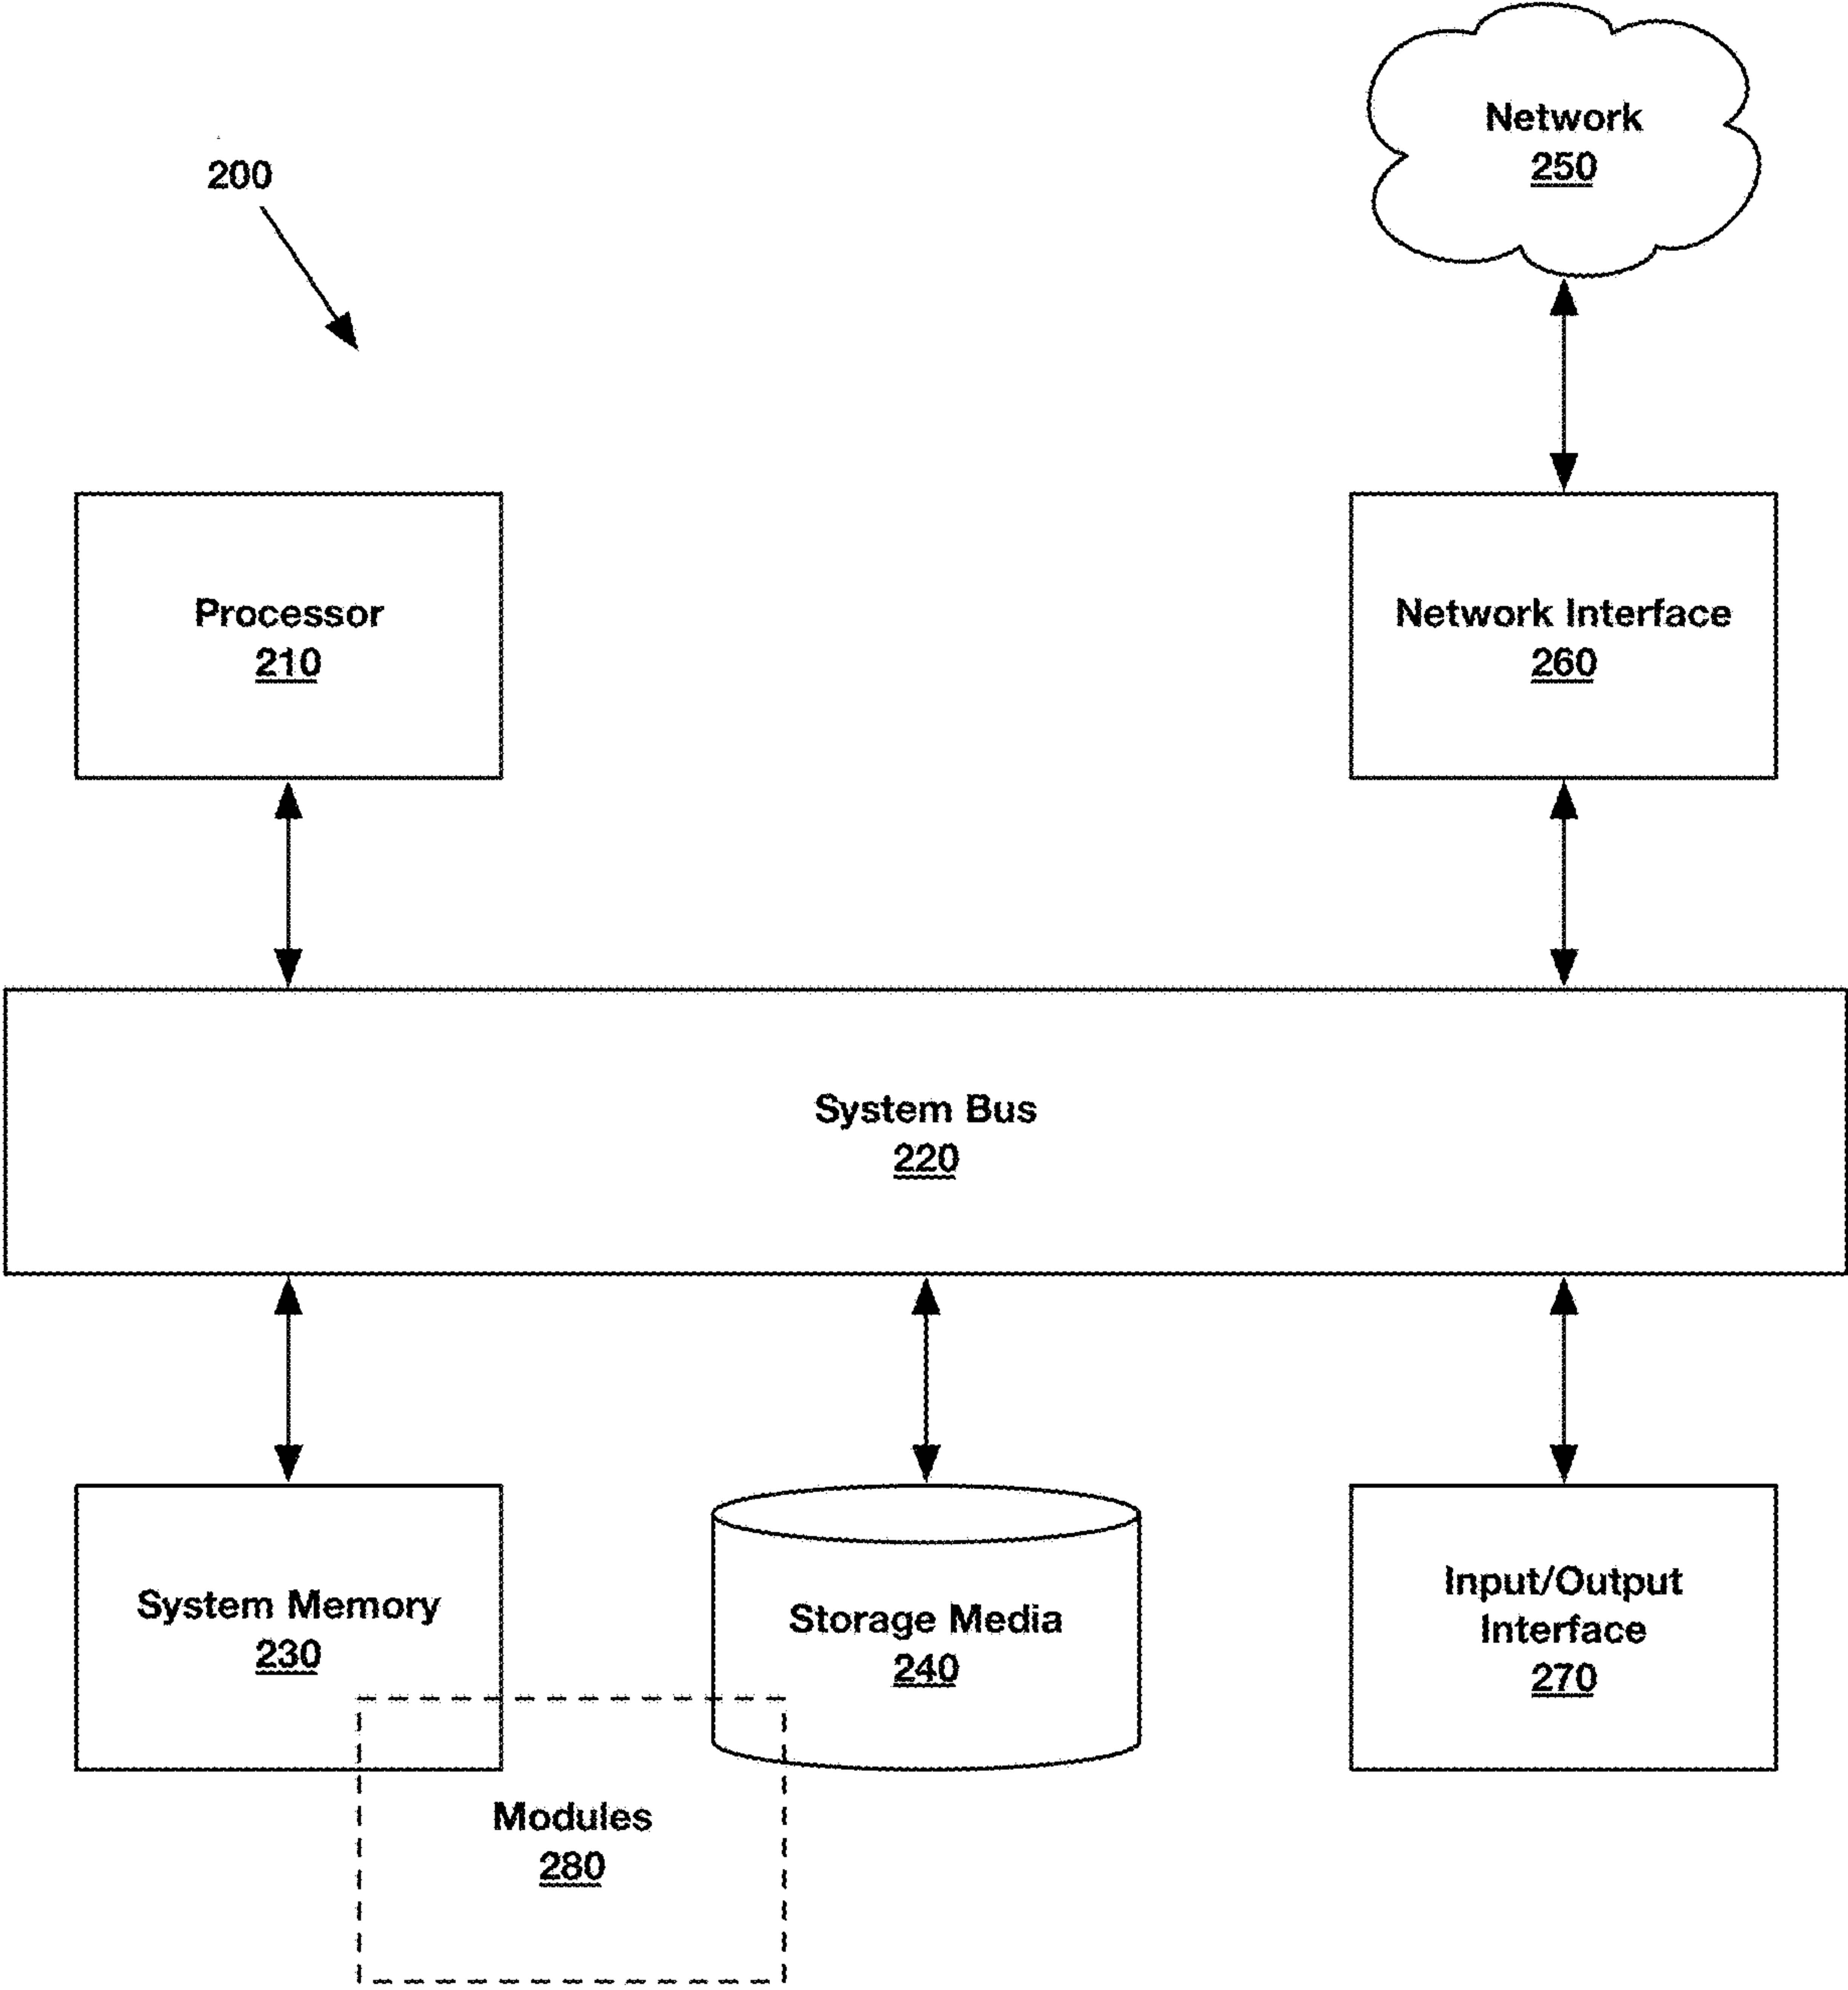 Network
250
200
Processor
210
Network Interface
260
System Bus
220
System Memory
230
Storage Media
240
Input/Output
Interface
270
Modules
280